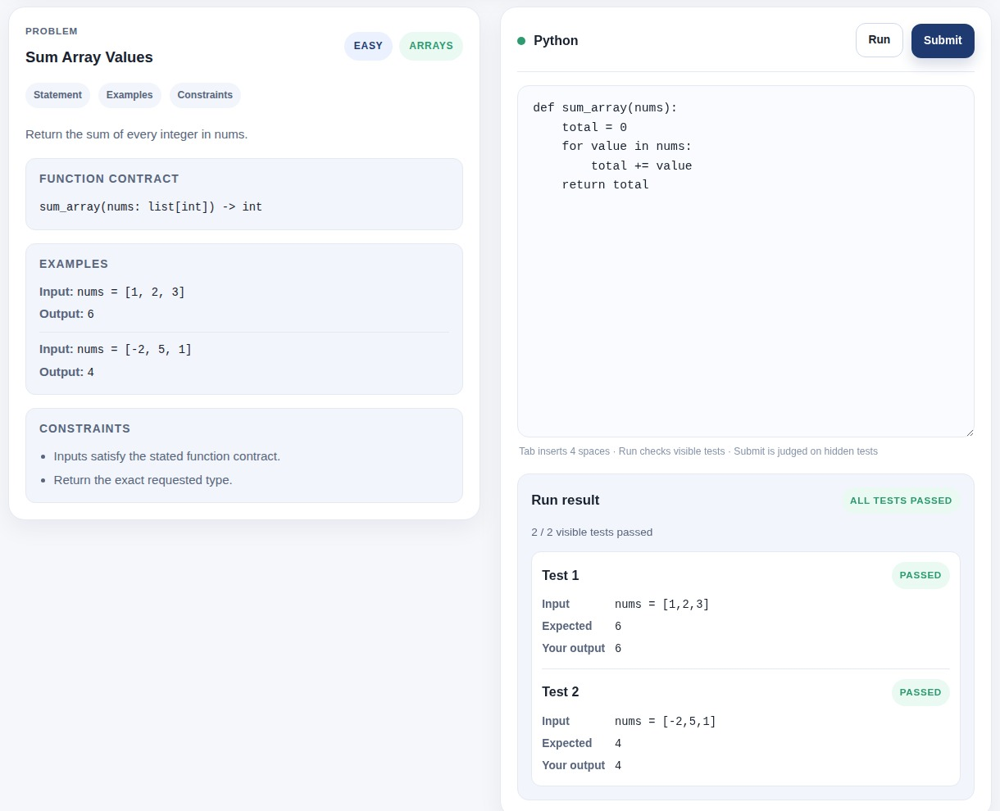 PROBLEM
Sum Array Values
EASY
ARRAYS
Statement
Examples
Constraints
Return the sum of every integer in nums.
FUNCTION CONTRACT
sum_array(nums: list[int]) -> int
EXAMPLES
Input: nums = [1, 2, 3]
Output: 6
Input: nums = [-2, 5, 1]
Output: 4
CONSTRAINTS
• Inputs satisfy the stated function contract.
• Return the exact requested type.
Python
Run
Submit
def sum_array(nums):
    total = 0
    for value in nums:
        total += value
    return total
Tab inserts 4 spaces · Run checks visible tests · Submit is judged on hidden tests
Run result
ALL TESTS PASSED
2 / 2 visible tests passed
Test 1
PASSED
Input nums = [1,2,3]
Expected 6
Your output 6
Test 2
PASSED
Input nums = [-2,5,1]
Expected 4
Your output 4